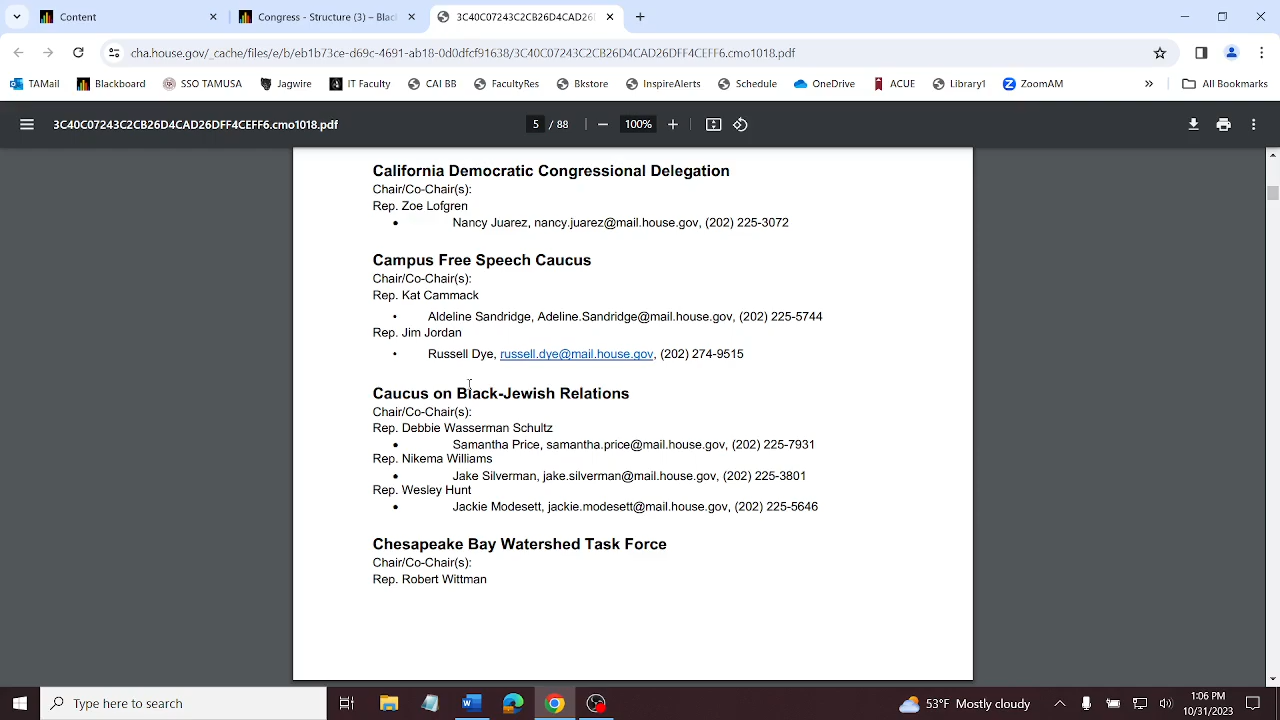 Content
Congress - Structure (3) – Blac
3C40C07243C2CB26D4CAD26
cha.house.gov/_cache/files/e/b/eb1b73ce-d69c-4691-ab18-0d0dfcf91638/3C40C07243C2CB26D4CAD26DFF4CEFF6.cmo1018.pdf
TAMail Blackboard SSO TAMUSA Jagwire IT Faculty CAI BB FacultyRes Bkstore InspireAlerts Schedule OneDrive ACUE Library1 ZoomAM » All Bookmarks
3C40C07243C2CB26D4CAD26DFF4CEFF6.cmo1018.pdf 5 / 88 100%
California Democratic Congressional Delegation
Chair/Co-Chair(s):
Rep. Zoe Lofgren
• Nancy Juarez, nancy.juarez@mail.house.gov, (202) 225-3072
Campus Free Speech Caucus
Chair/Co-Chair(s):
Rep. Kat Cammack
• Aldeline Sandridge, Adeline.Sandridge@mail.house.gov, (202) 225-5744
Rep. Jim Jordan
• Russell Dye, russell.dye@mail.house.gov, (202) 274-9515
Caucus on Black-Jewish Relations
Chair/Co-Chair(s):
Rep. Debbie Wasserman Schultz
• Samantha Price, samantha.price@mail.house.gov, (202) 225-7931
Rep. Nikema Williams
• Jake Silverman, jake.silverman@mail.house.gov, (202) 225-3801
Rep. Wesley Hunt
• Jackie Modesett, jackie.modesett@mail.house.gov, (202) 225-5646
Chesapeake Bay Watershed Task Force
Chair/Co-Chair(s):
Rep. Robert Wittman
Type here to search
53°F Mostly cloudy
1:06 PM
10/31/2023